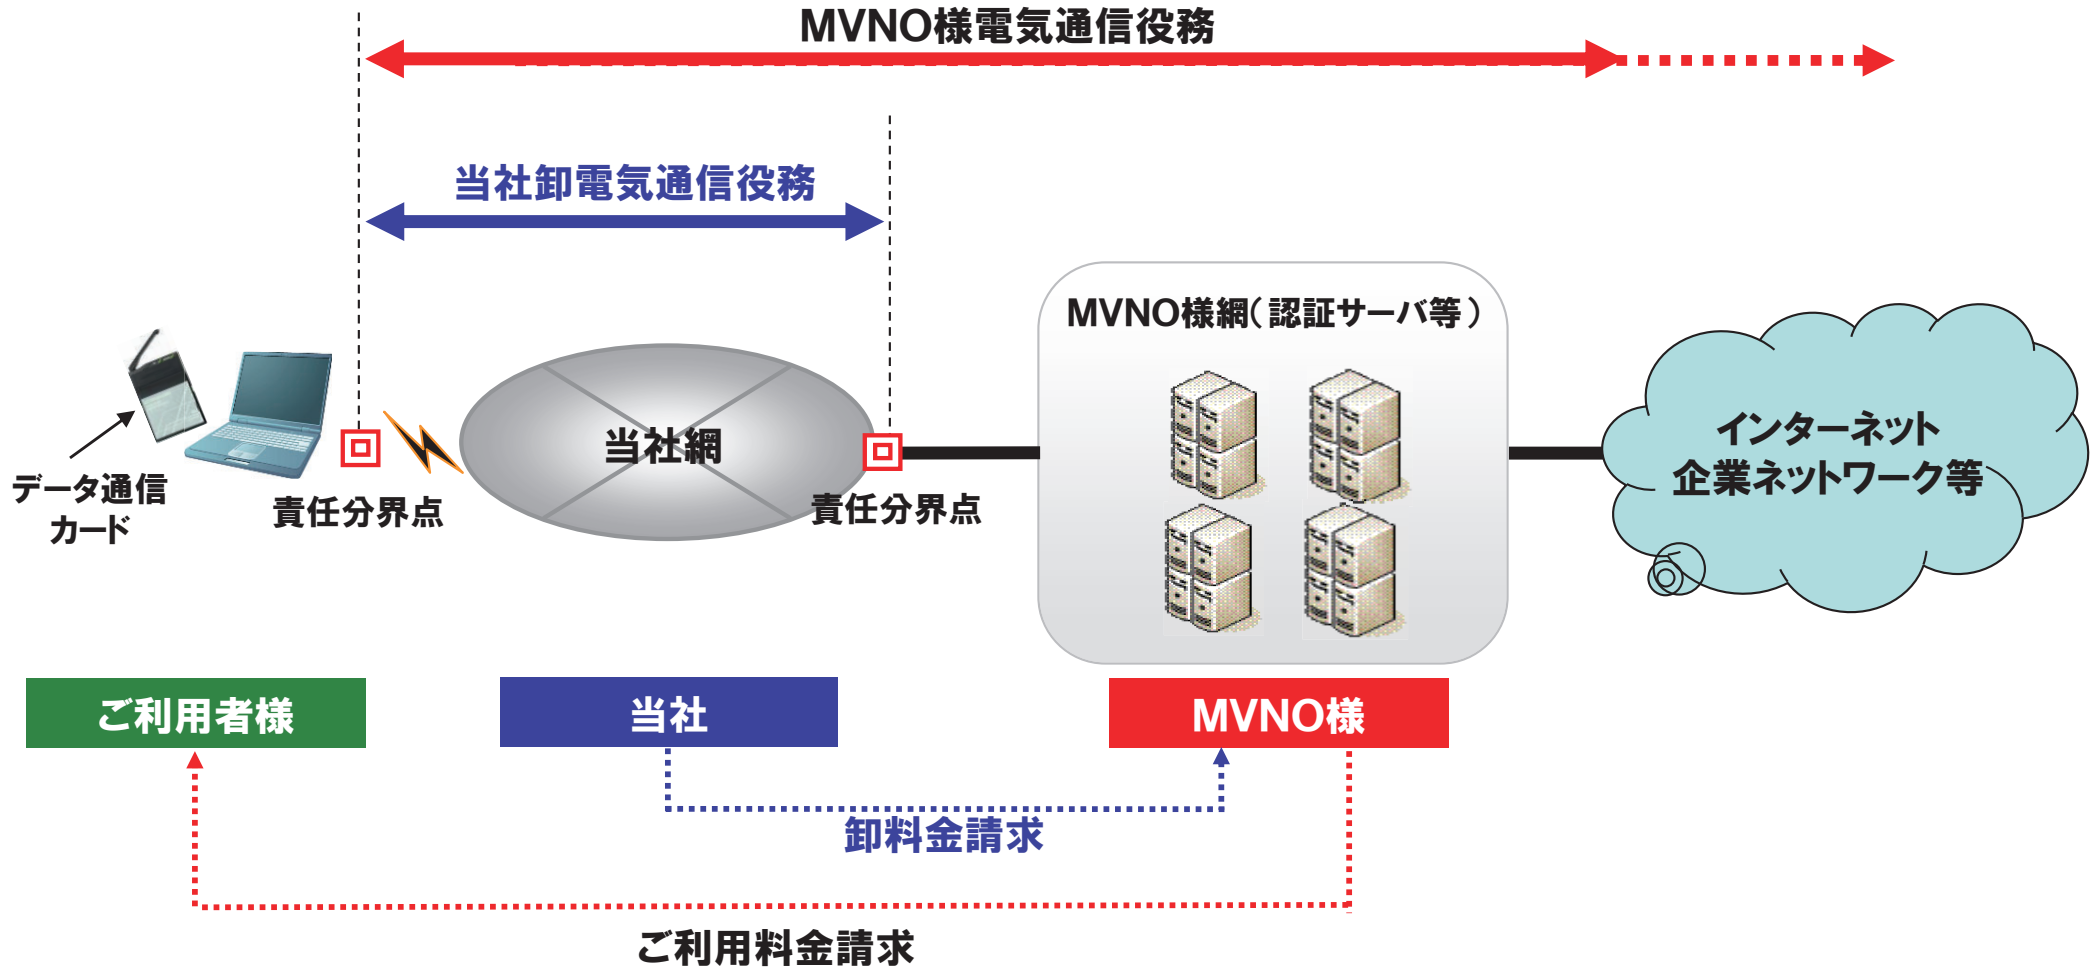 MVNO様電気通信役務
当社卸電気通信役務
MVNO様網（認証サーバ等）
データ通信
カード
責任分界点
当社網
責任分界点
インターネット
企業ネットワーク等
ご利用者様
当社
MVNO様
卸料金請求
ご利用料金請求